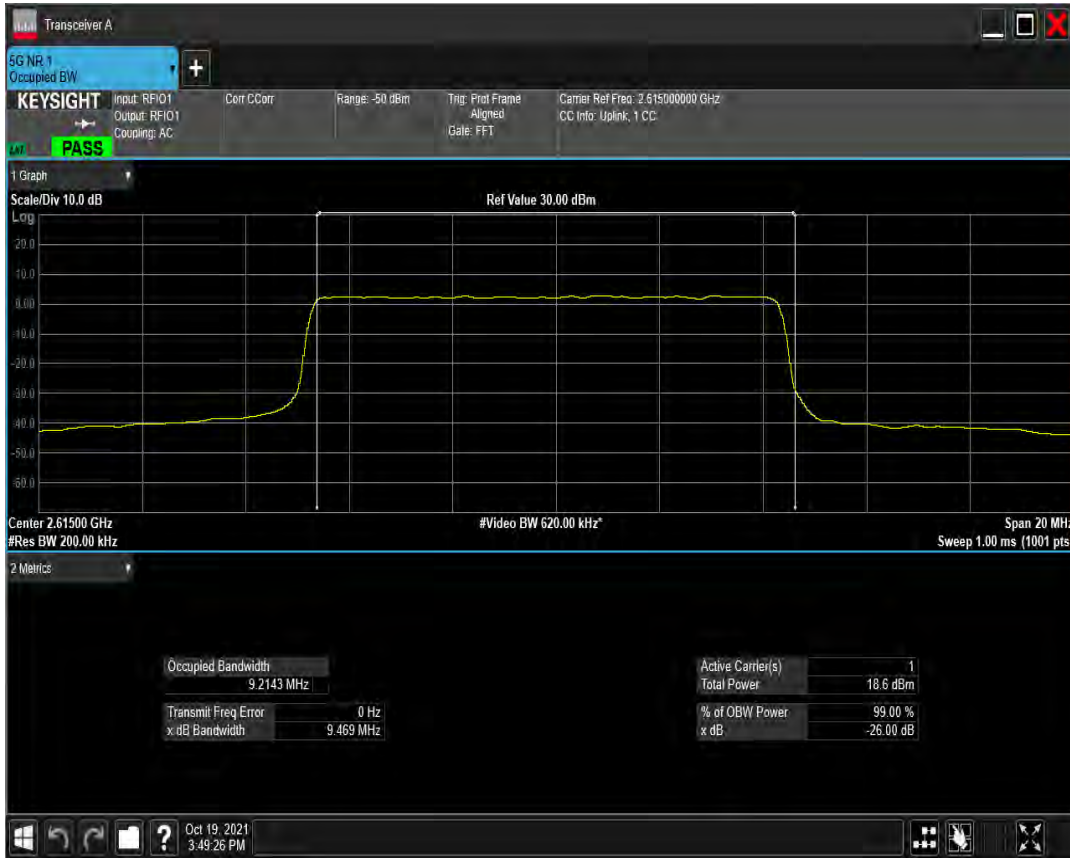 Transceiver A
5G NR 1
Occupied BW
+
KEYSIGHT
PASS
Input: RFIO1
Output: RFIO1
Coupling: AC
Corr CCorr
Range: -50 dBm
Trig: Prot Frame
Aligned
Gate: FFT
Carrier Ref Freq: 2.615000000 GHz
CC Info: Uplink, 1 CC
1 Graph
Scale/Div 10.0 dB
Ref Value 30.00 dBm
Log
20.0
10.0
0.00
-10.0
-20.0
-30.0
-40.0
-50.0
-60.0
Center 2.61500 GHz
#Video BW 620.00 kHz*
Span 20 MHz
#Res BW 200.00 kHz
Sweep 1.00 ms (1001 pts
2 Metrics
Occupied Bandwidth
9.2143 MHz
Transmit Freq Error 0 Hz
x dB Bandwidth 9.469 MHz
Active Carrier(s) 1
Total Power 18.6 dBm
% of OBW Power 99.00 %
x dB -26.00 dB
?
Oct 19, 2021
3:49:26 PM